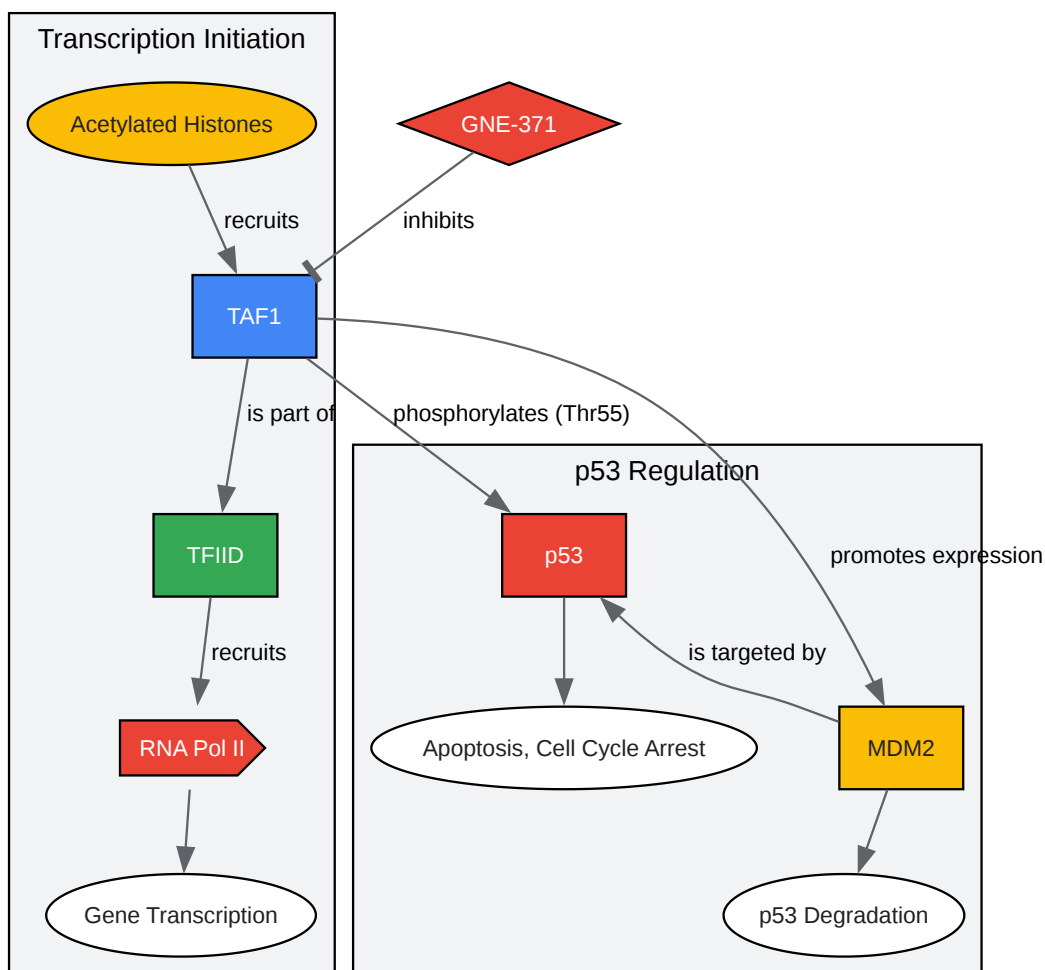 Transcription Initiation
Acetylated Histones
GNE-371
recruits
inhibits
TAF1
is part of
phosphorylates (Thr55)
p53 Regulation
TFIID
p53
promotes expression
recruits
is targeted by
RNA Pol II
Apoptosis, Cell Cycle Arrest
MDM2
Gene Transcription
p53 Degradation